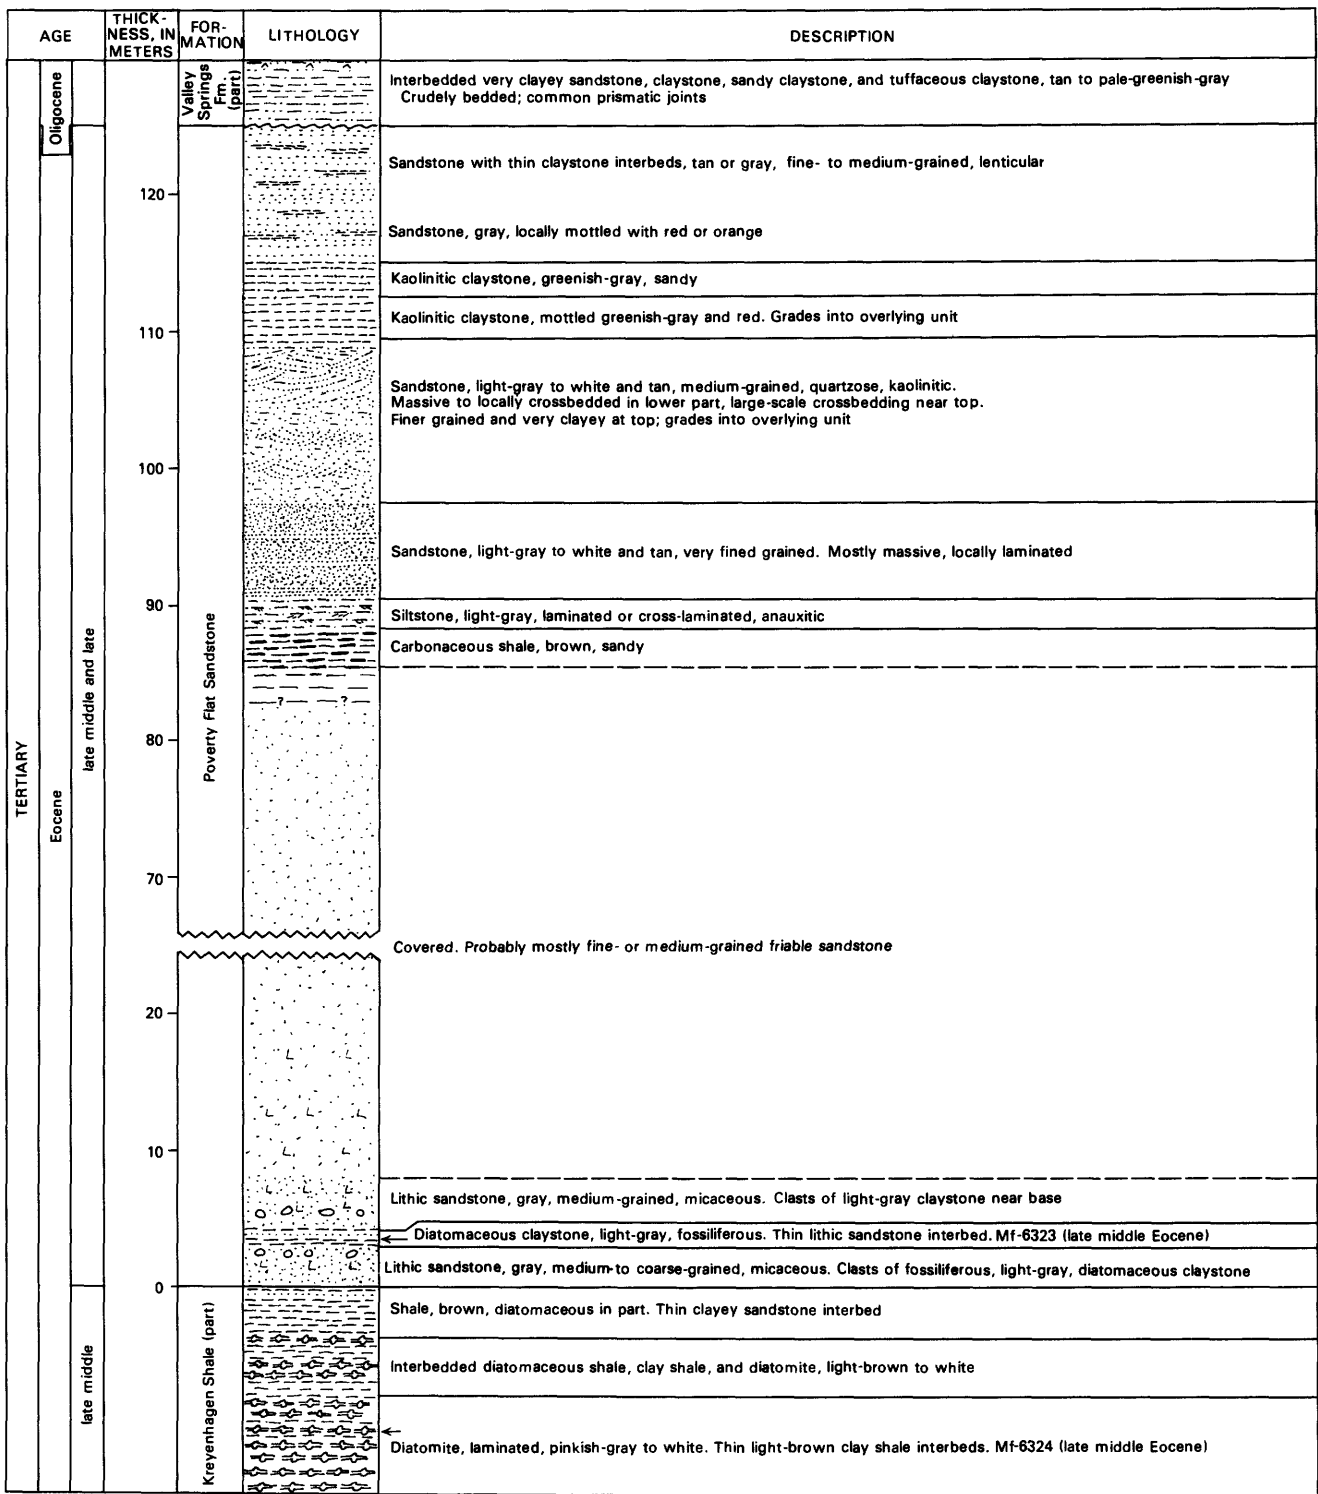 AGE
THICK-
NESS, IN
METERS
FOR-
MATION
LITHOLOGY
DESCRIPTION
TERTIARY
Oligocene
Eocene
late middle and late
late middle
Valley
Springs
Fm.
(part)
Poverty Flat Sandstone
Kreyenhagen Shale (part)
120
110
100
90
80
70
20
10
0
? ?
Interbedded very clayey sandstone, claystone, sandy claystone, and tuffaceous claystone, tan to pale-greenish-gray
Crudely bedded; common prismatic joints
Sandstone with thin claystone interbeds, tan or gray, fine- to medium-grained, lenticular
Sandstone, gray, locally mottled with red or orange
Kaolinitic claystone, greenish-gray, sandy
Kaolinitic claystone, mottled greenish-gray and red. Grades into overlying unit
Sandstone, light-gray to white and tan, medium-grained, quartzose, kaolinitic.
Massive to locally crossbedded in lower part, large-scale crossbedding near top.
Finer grained and very clayey at top; grades into overlying unit
Sandstone, light-gray to white and tan, very fined grained. Mostly massive, locally laminated
Siltstone, light-gray, laminated or cross-laminated, anauxitic
Carbonaceous shale, brown, sandy
Covered. Probably mostly fine- or medium-grained friable sandstone
Lithic sandstone, gray, medium-grained, micaceous. Clasts of light-gray claystone near base
Diatomaceous claystone, light-gray, fossiliferous. Thin lithic sandstone interbed. Mf-6323 (late middle Eocene)
Lithic sandstone, gray, medium-to coarse-grained, micaceous. Clasts of fossiliferous, light-gray, diatomaceous claystone
Shale, brown, diatomaceous in part. Thin clayey sandstone interbed
Interbedded diatomaceous shale, clay shale, and diatomite, light-brown to white
Diatomite, laminated, pinkish-gray to white. Thin light-brown clay shale interbeds. Mf-6324 (late middle Eocene)